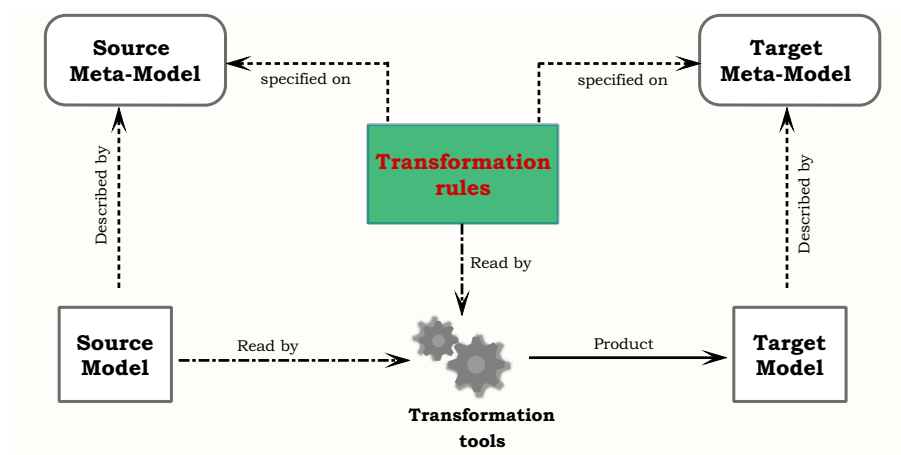 Source
Meta-Model
Target
Meta-Model
specified on
specified on
Transformation
rules
Described by
Described by
Read by
Source
Model
Read by
Product
Target
Model
Transformation
tools